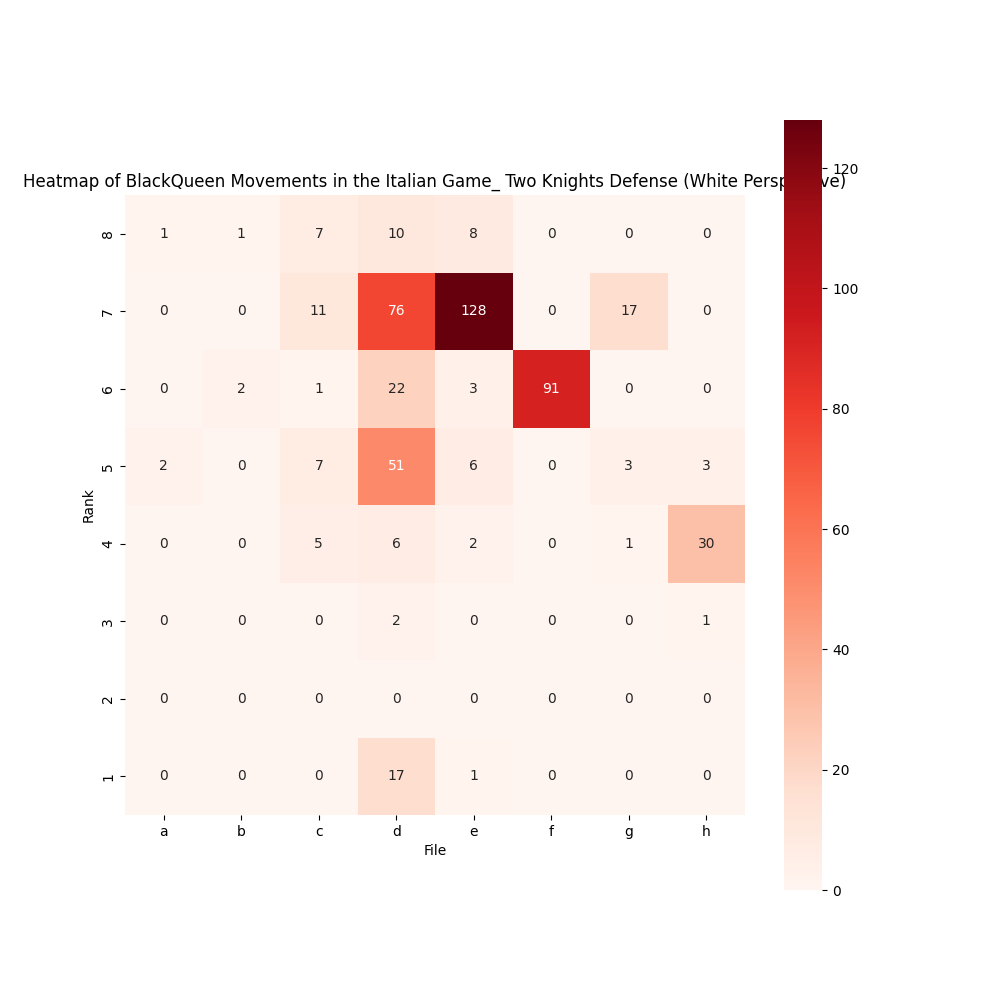 120
Heatmap of BlackQueen Movements in the Italian Game_ Two Knights Defense (White Perspective)
8 1 1 7 10 8 0 0 0
100
7 0 0 11 76 128 0 17 0
80
6 0 2 1 22 3 91 0 0
5 2 0 7 51 6 0 3 3
Rank
60
4 0 0 5 6 2 0 1 30
3 0 0 0 2 0 0 0 1
40
2 0 0 0 0 0 0 0 0
20
1 0 0 0 17 1 0 0 0
a b c d e f g h
File
0